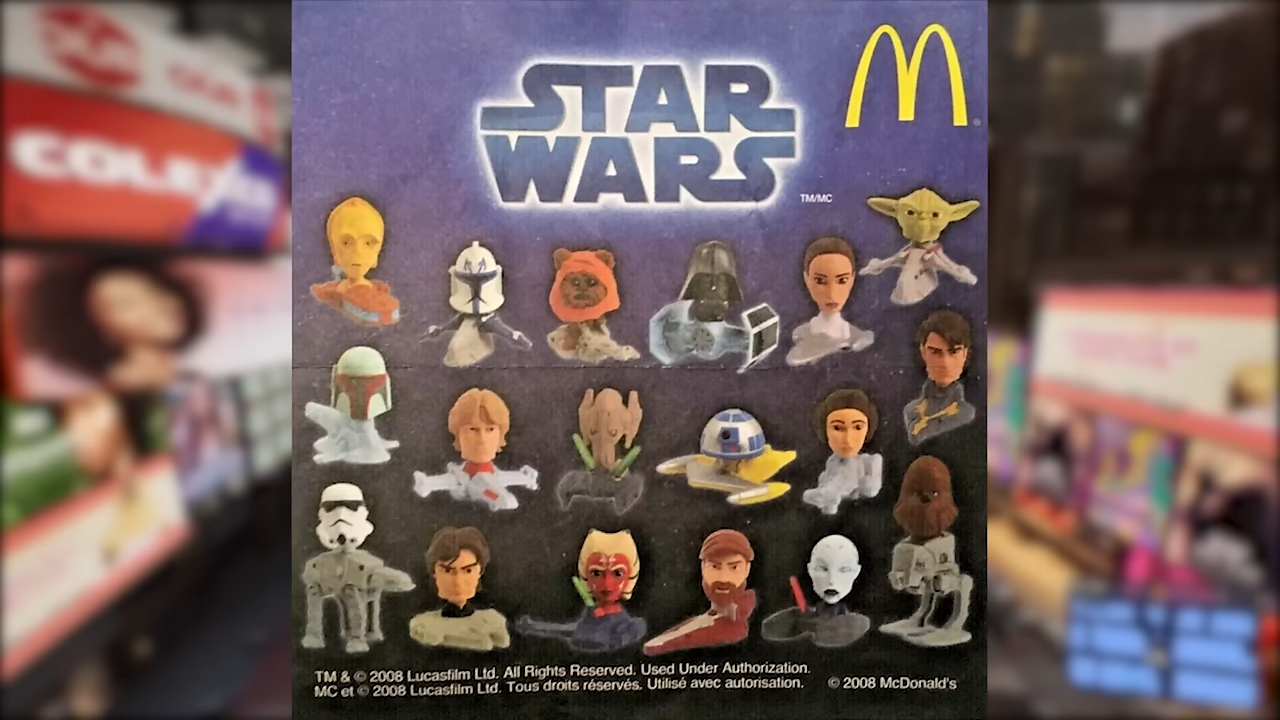 STAR
WARS
TM/MC
TM & © 2008 Lucasfilm Ltd. All Rights Reserved. Used Under Authorization.
MC et © 2008 Lucasfilm Ltd. Tous droits réservés. Utilisé avec autorisation.
© 2008 McDonald's